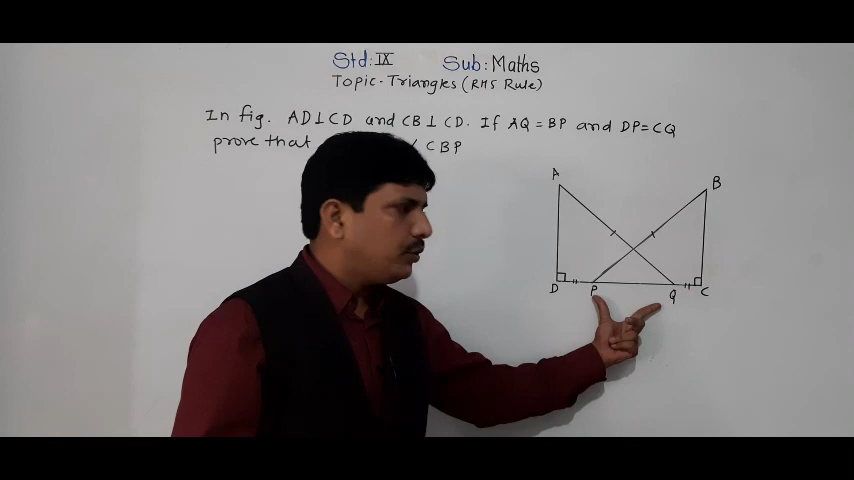 Std: IX Sub: Maths
Topic - Triangles (RHS Rule)
In fig. AD⊥CD and CB⊥CD. If AQ = BP and DP = CQ
prove that CBP
A
B
D P Q C